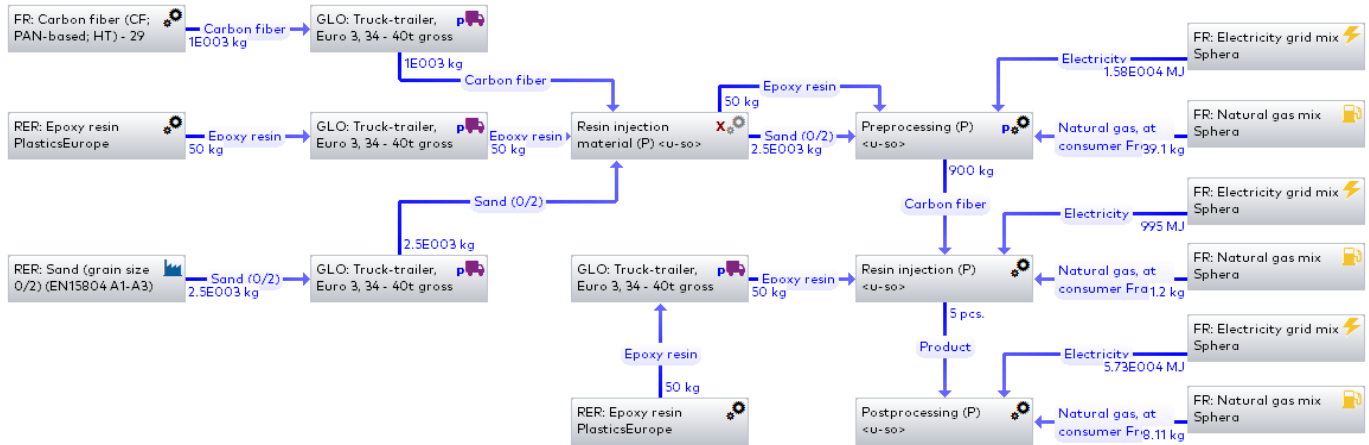 FR: Carbon fiber (CF;
PAN-based; HT) - 29
Carbon fiber
1E003 kg
GLO: Truck-trailer,
Euro 3, 34 - 40t gross
p
1E003 kg
Carbon fiber
RER: Epoxy resin
PlasticsEurope
Epoxy resin
50 kg
GLO: Truck-trailer,
Euro 3, 34 - 40t gross
p
Epoxy resin
50 kg
Resin injection
material (P) <u-so>
X
Epoxy resin
50 kg
Sand (0/2)
2.5E003 kg
Preprocessing (P)
<u-so>
p
Electricity
1.58E004 MJ
FR: Electricity grid mix
Sphera
Natural gas, at
consumer Fr
39.1 kg
FR: Natural gas mix
Sphera
900 kg
Carbon fiber
Sand (0/2)
2.5E003 kg
RER: Sand (grain size
0/2) (EN15804 A1-A3)
Sand (0/2)
2.5E003 kg
GLO: Truck-trailer,
Euro 3, 34 - 40t gross
p
GLO: Truck-trailer,
Euro 3, 34 - 40t gross
p
Epoxy resin
50 kg
Resin injection (P)
<u-so>
Electricity
995 MJ
FR: Electricity grid mix
Sphera
Natural gas, at
consumer Fra
1.2 kg
FR: Natural gas mix
Sphera
5 pcs.
Product
Epoxy resin
50 kg
RER: Epoxy resin
PlasticsEurope
Postprocessing (P)
<u-so>
Electricity
5.73E004 MJ
FR: Electricity grid mix
Sphera
Natural gas, at
consumer Fr
8.11 kg
FR: Natural gas mix
Sphera